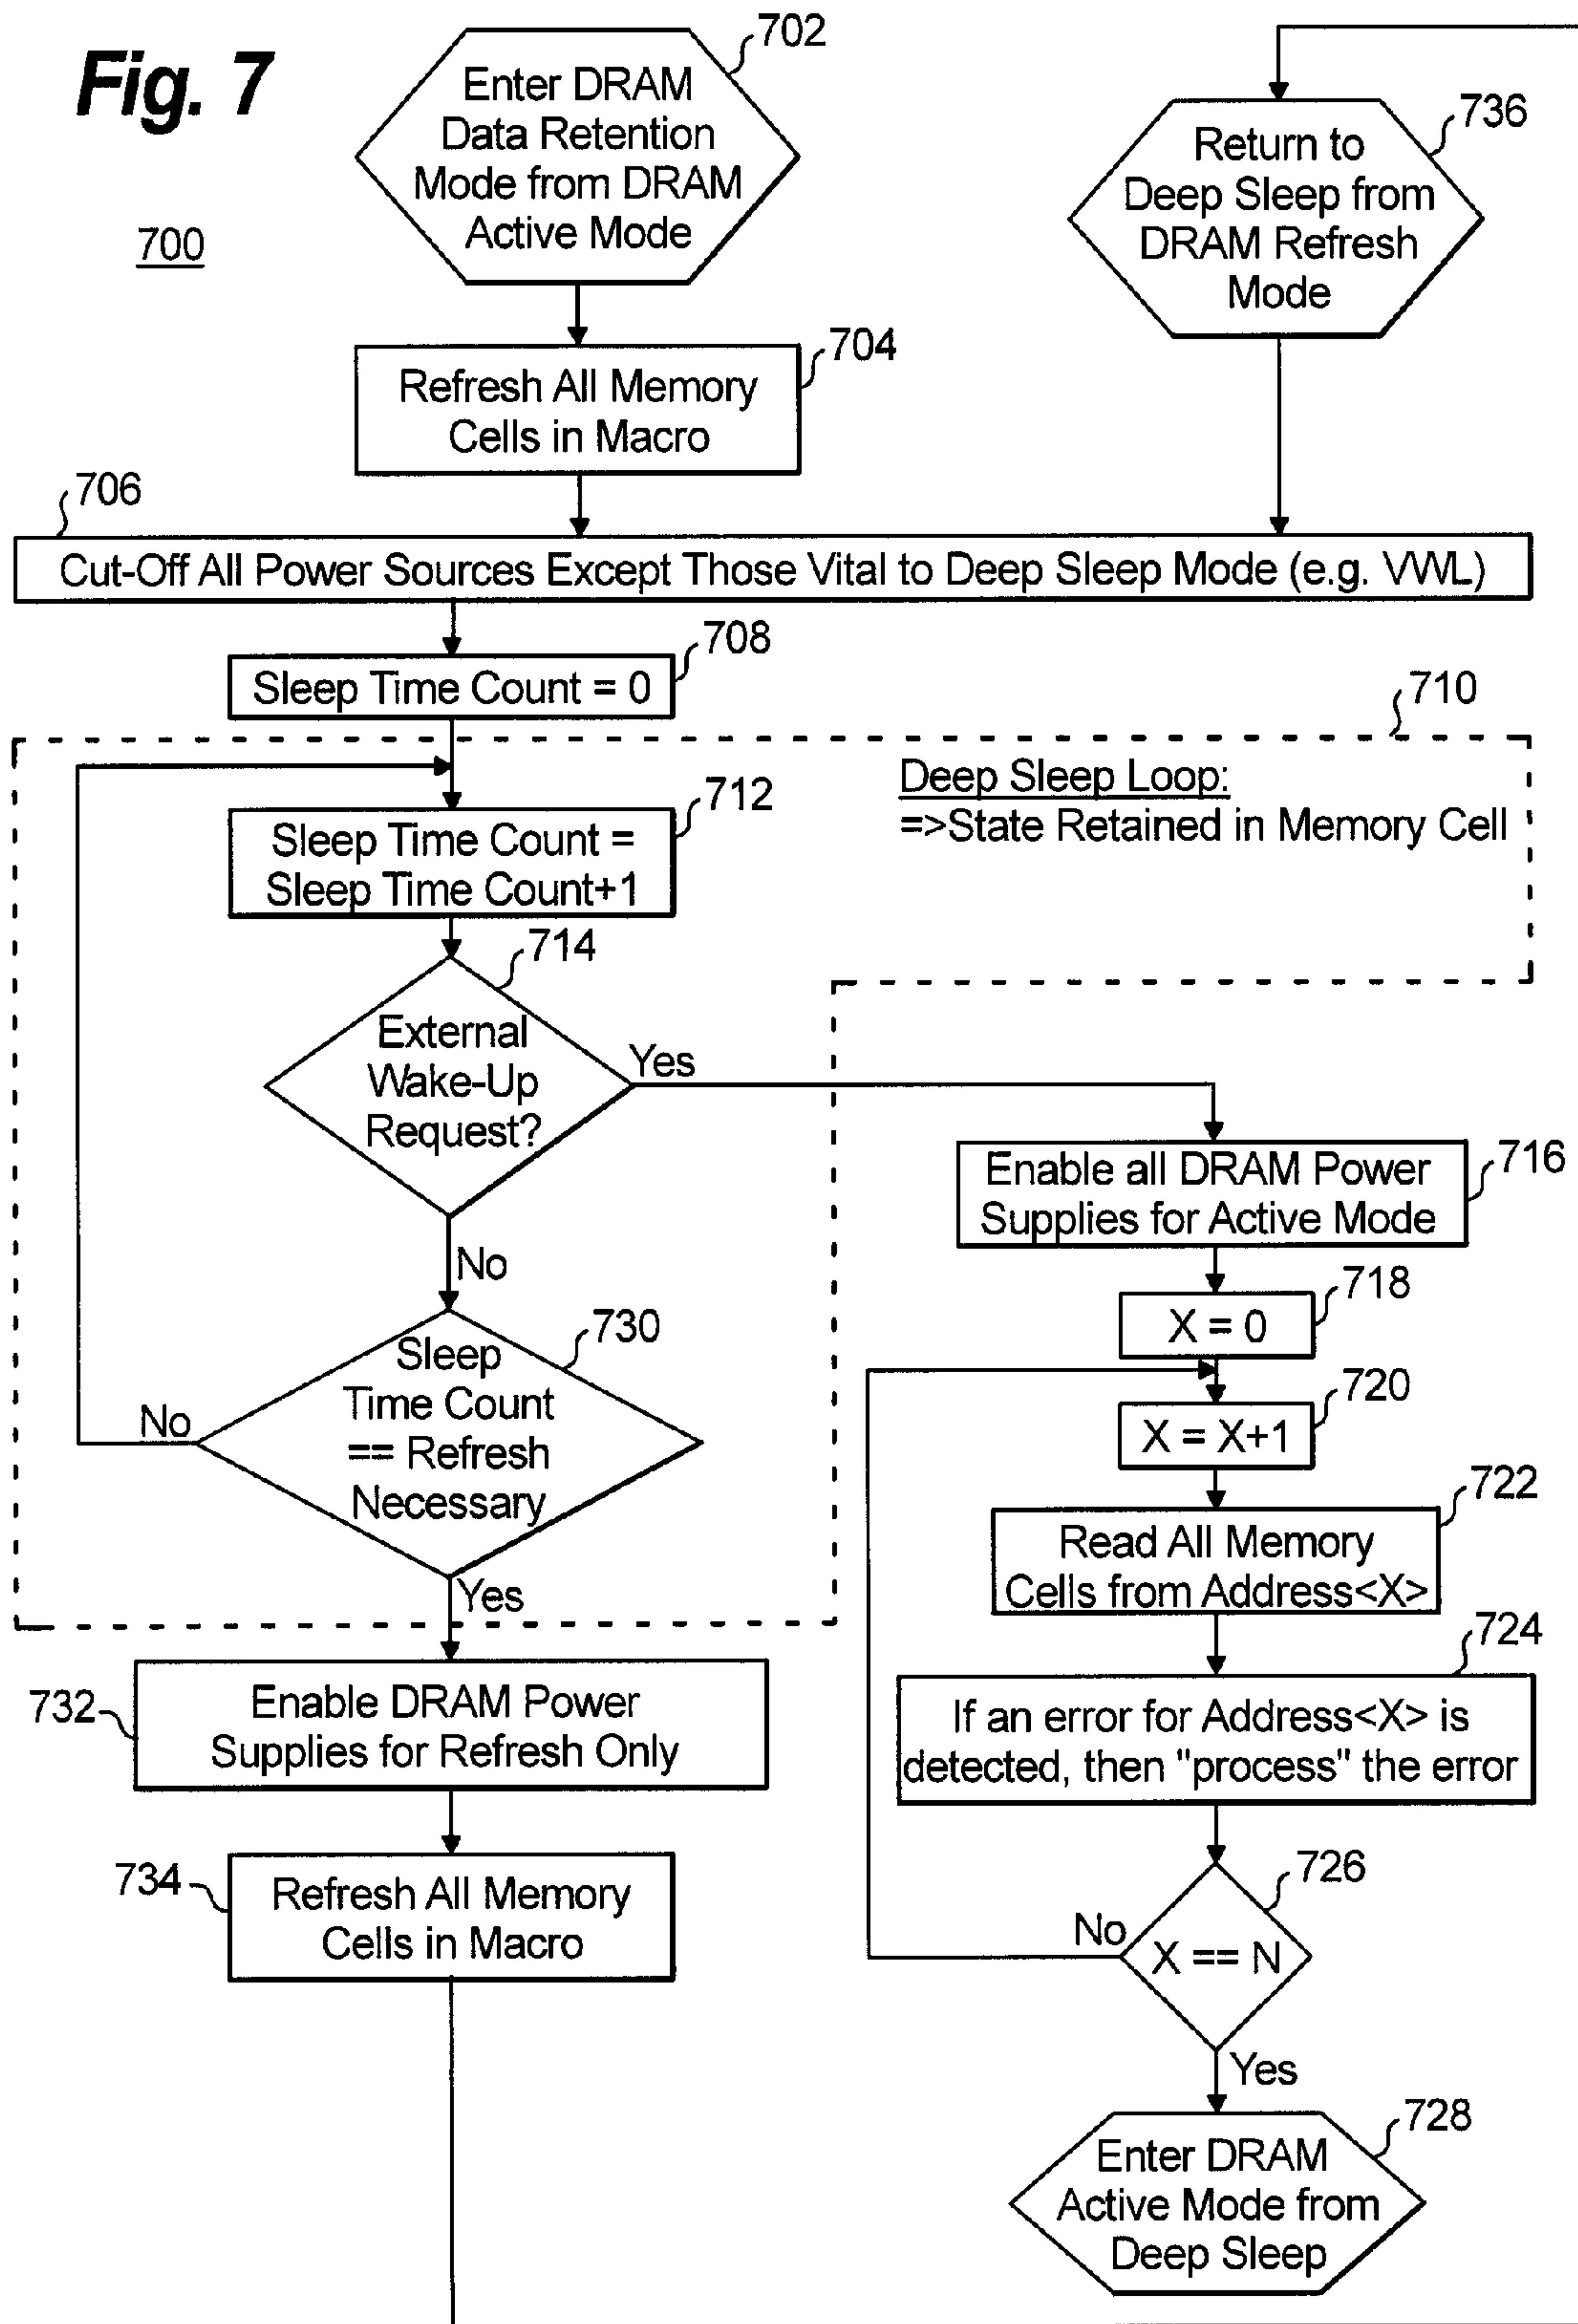 Fig. 7
700
702
Enter DRAM
Data Retention
Mode from DRAM
Active Mode
704
Refresh All Memory
Cells in Macro
736
Return to
Deep Sleep from
DRAM Refresh
Mode
706
Cut-Off All Power Sources Except Those Vital to Deep Sleep Mode (e.g. VWL)
708
Sleep Time Count = 0
710
Deep Sleep Loop:
=>State Retained in Memory Cell
712
Sleep Time Count =
Sleep Time Count+1
714
External
Wake-Up
Request?
Yes
No
730
Sleep
Time Count
== Refresh
Necessary
No
Yes
732
Enable DRAM Power
Supplies for Refresh Only
734
Refresh All Memory
Cells in Macro
716
Enable all DRAM Power
Supplies for Active Mode
718
X = 0
720
X = X+1
722
Read All Memory
Cells from Address<X>
724
If an error for Address<X> is
detected, then "process" the error
726
X == N
No
Yes
728
Enter DRAM
Active Mode from
Deep Sleep